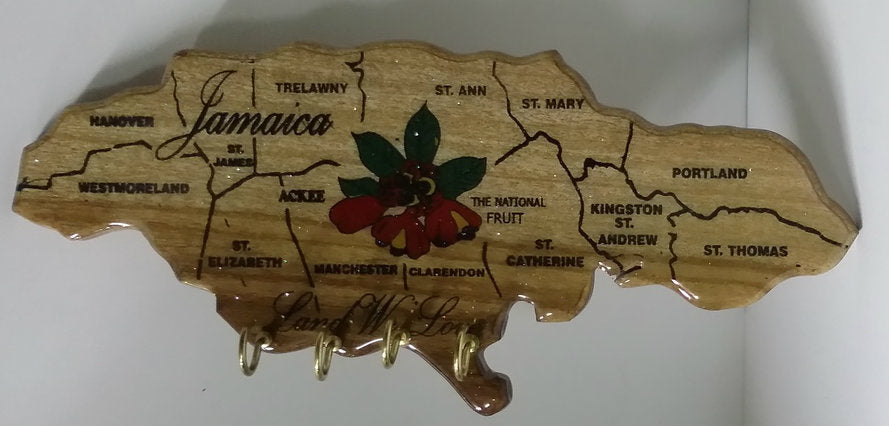 TRELAWNY
ST. ANN
ST. MARY
HANOVER
Jamaica
ST.
JAMES
PORTLAND
WESTMORELAND
ACKEE
THE NATIONAL
FRUIT
KINGSTON
ST.
ANDREW
ST.
ELIZABETH
MANCHESTER
CLARENDON
ST.
CATHERINE
ST. THOMAS
Land Wi Love